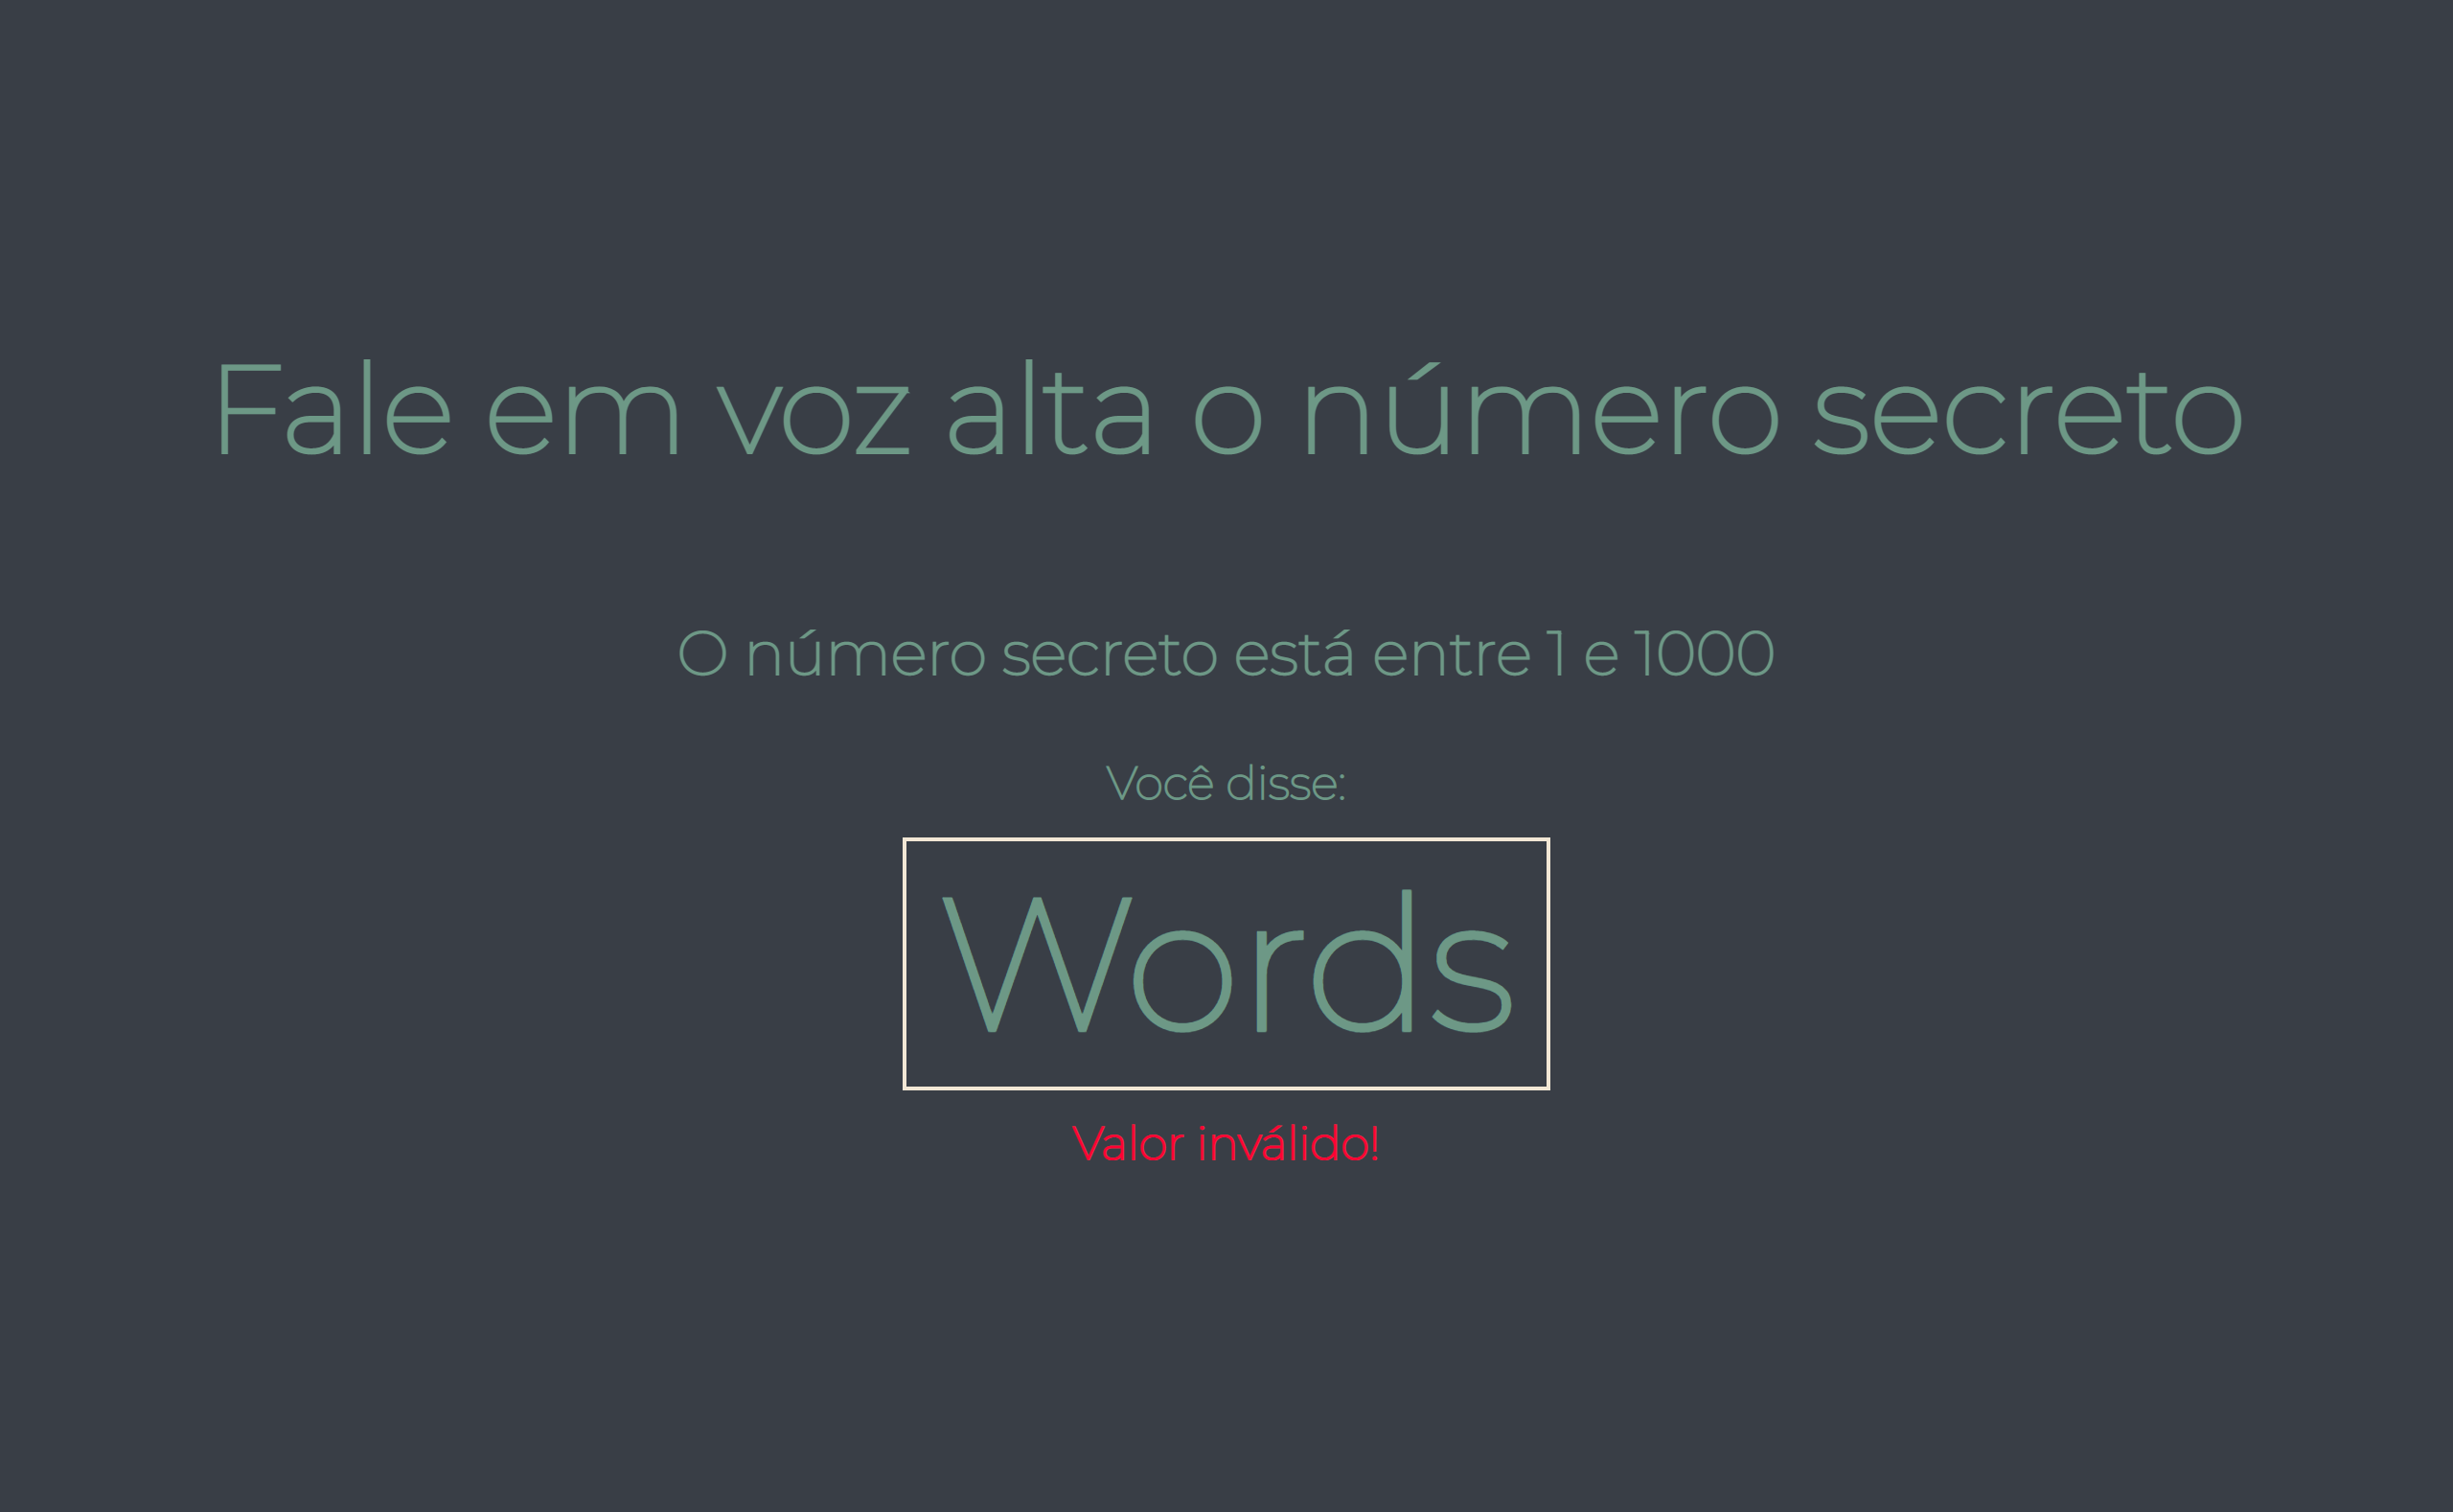 Fale em voz alta o número secreto
O número secreto está entre 1 e 1000
Você disse:
Words
Valor inválido!